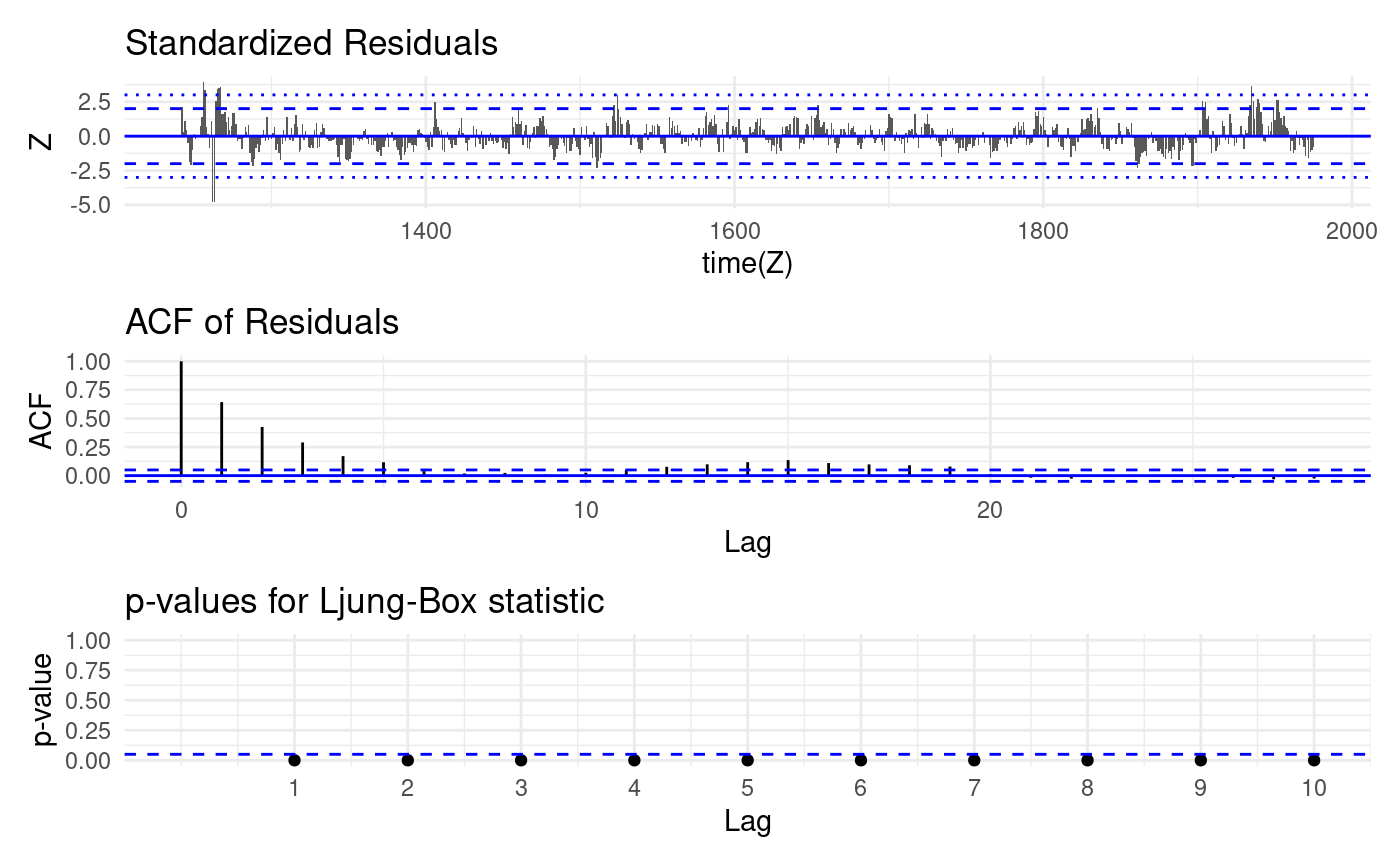 Standardized Residuals
Z
2.5
0.0
-2.5
-5.0
1400 1600 1800 2000
time(Z)
ACF of Residuals
ACF
1.00
0.75
0.50
0.25
0.00
0 10 20
Lag
p-values for Ljung-Box statistic
p-value
1.00
0.75
0.50
0.25
0.00
1 2 3 4 5 6 7 8 9 10
Lag